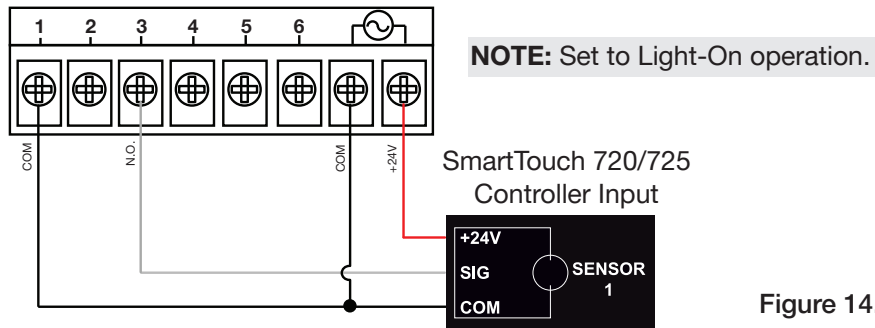 1 2 3 4 5 6
NOTE: Set to Light-On operation.
COM
N.O.
COM
+24V
SmartTouch 720/725
Controller Input
+24V
SIG
COM
SENSOR
1
Figure 14